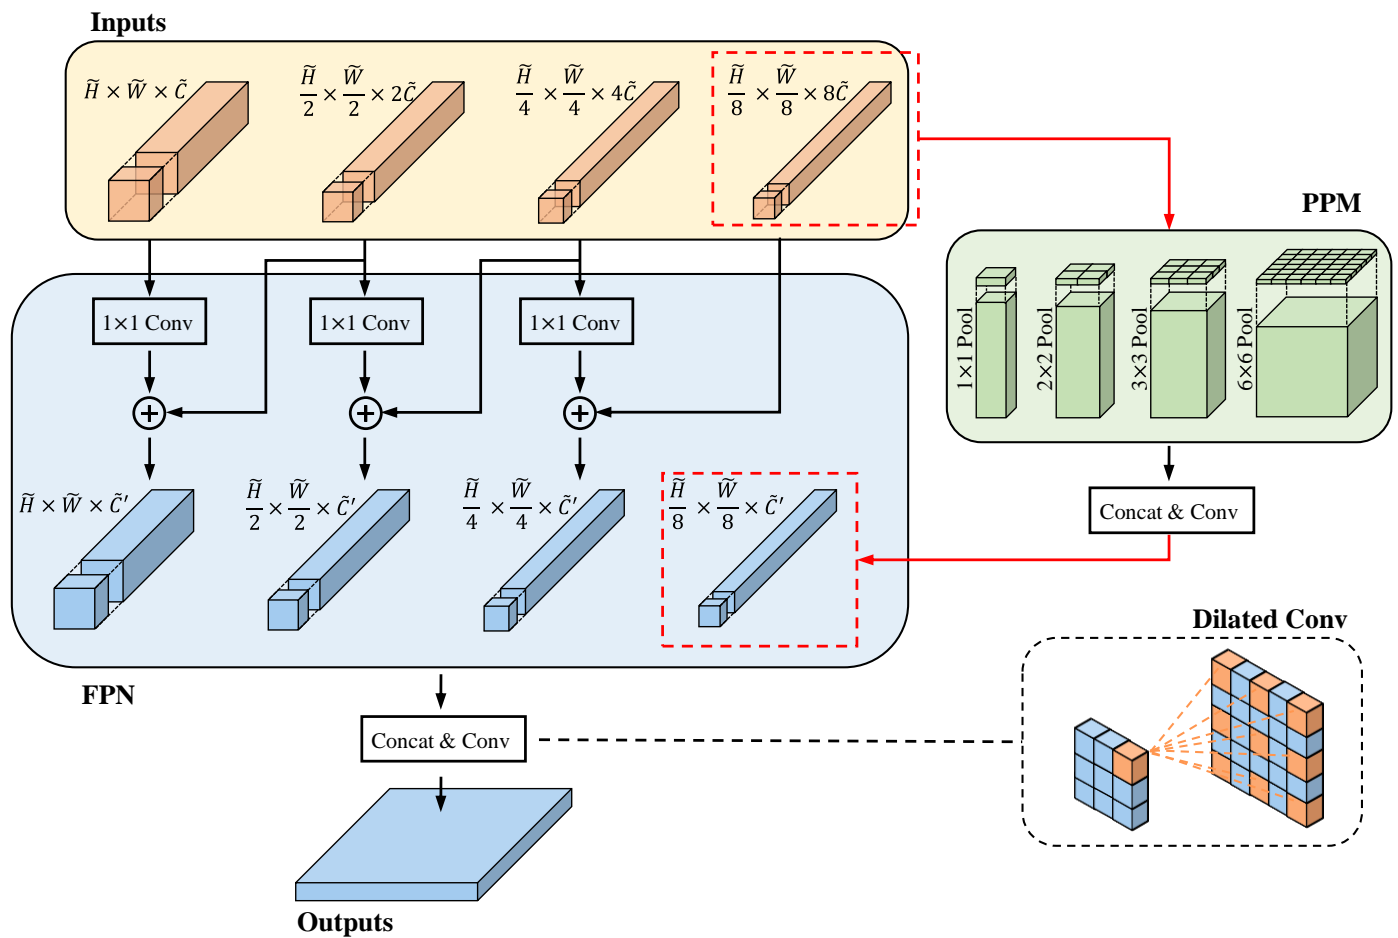 Inputs
H̃ × W̃ × C̃
H̃/2 × W̃/2 × 2C̃
H̃/4 × W̃/4 × 4C̃
H̃/8 × W̃/8 × 8C̃
PPM
1×1 Pool
2×2 Pool
3×3 Pool
6×6 Pool
1×1 Conv
1×1 Conv
1×1 Conv
+
+
+
H̃ × W̃ × C̃′
H̃/2 × W̃/2 × C̃′
H̃/4 × W̃/4 × C̃′
H̃/8 × W̃/8 × C̃′
Concat & Conv
Dilated Conv
FPN
Concat & Conv
Outputs